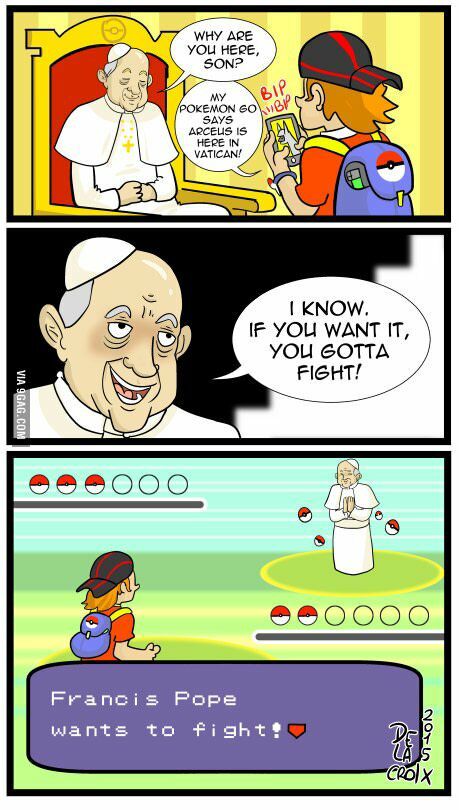 WHY ARE
YOU HERE,
SON?
MY
POKEMON GO
SAYS
ARCEUS IS
HERE IN
VATICAN!
BIP
BIP
I KNOW.
IF YOU WANT IT,
YOU GOTTA
FIGHT!
VIA 9GAG.COM
Francis Pope
wants to fight!
DE
LA
CROIX
2015